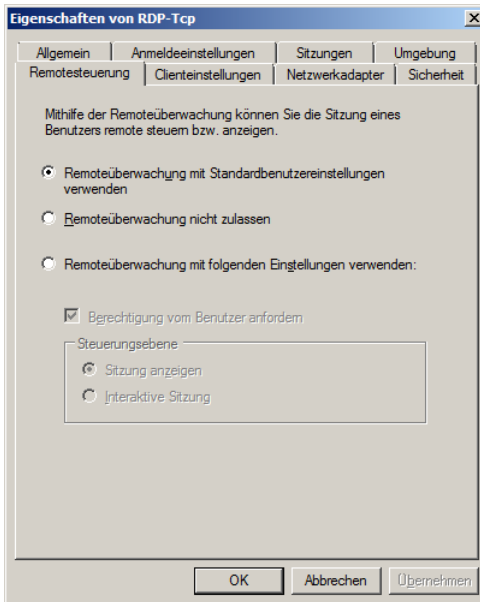 Eigenschaften von RDP-Tcp
Allgemein Anmeldeeinstellungen Sitzungen Umgebung
Remotesteuerung Clienteinstellungen Netzwerkadapter Sicherheit
Mithilfe der Remoteüberwachung können Sie die Sitzung eines
Benutzers remote steuern bzw. anzeigen.
Remoteüberwachung mit Standardbenutzereinstellungen
verwenden
Remoteüberwachung nicht zulassen
Remoteüberwachung mit folgenden Einstellungen verwenden:
Berechtigung vom Benutzer anfordern
Steuerungsebene
Sitzung anzeigen
Interaktive Sitzung
OK Abbrechen Übernehmen